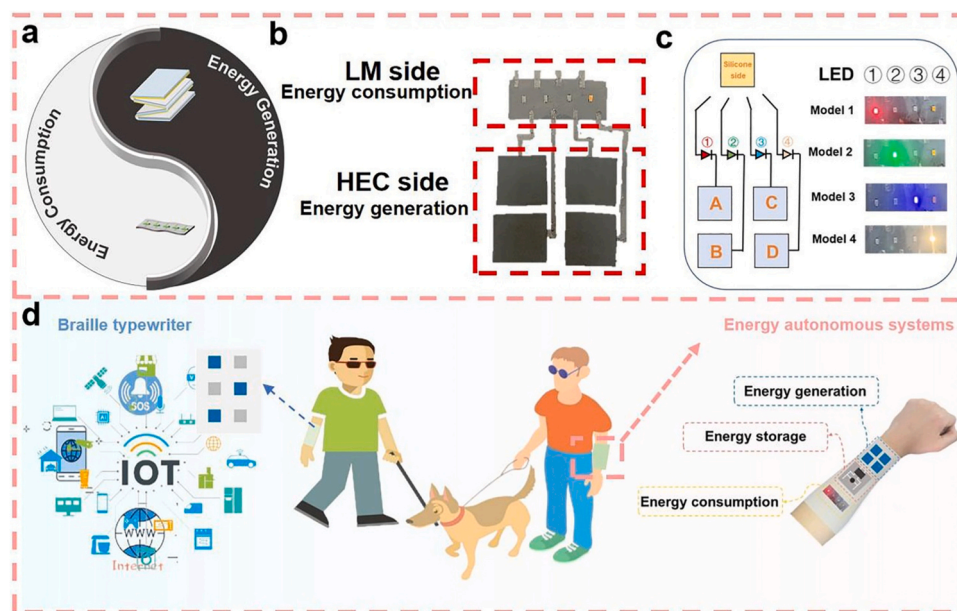 a
Energy Generation
Energy Consumption
b
LM side
Energy consumption
HEC side
Energy generation
c
Silicone
side
LED ① ② ③ ④
Model 1
Model 2
Model 3
Model 4
① ② ③ ④
A
C
B
D
d
Braille typewriter
SOS
IOT
WWW
Internet
Energy autonomous systems
Energy generation
Energy storage
Energy consumption